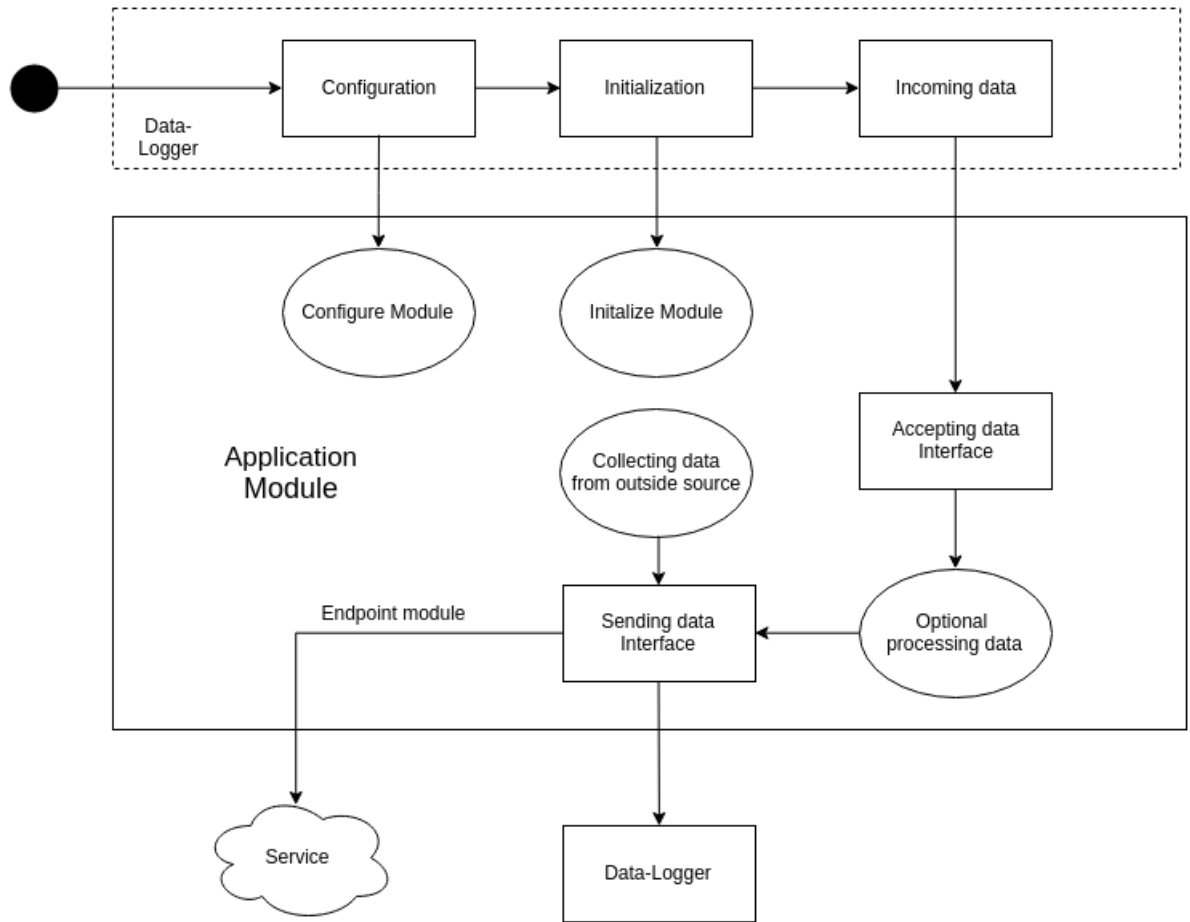 Configuration
Initialization
Incoming data
Data-
Logger
Configure Module
Initalize Module
Accepting data
Interface
Application
Module
Collecting data
from outside source
Endpoint module
Sending data
Interface
Optional
processing data
Service
Data-Logger